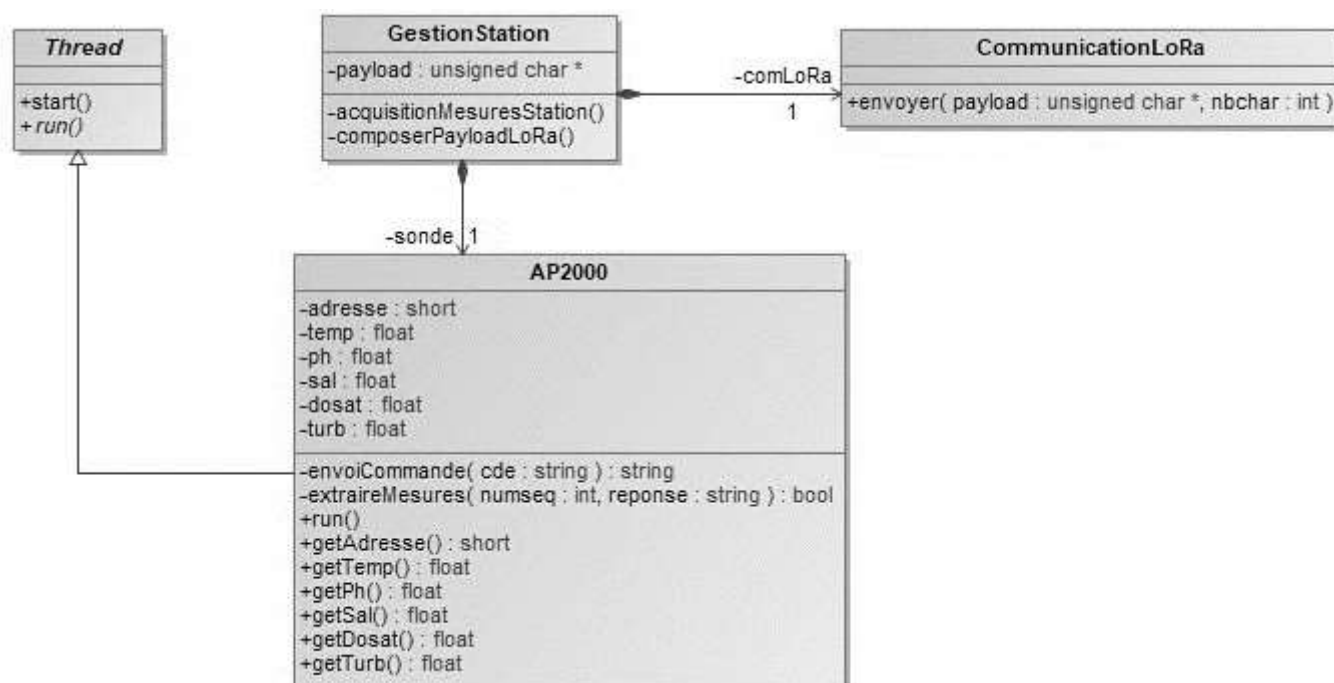 Thread
+start()
+run()
GestionStation
-payload : unsigned char *
-acquisitionMesuresStation()
-composerPayloadLoRa()
-comLoRa
1
CommunicationLoRa
+envoyer( payload : unsigned char *, nbchar : int )
-sonde
1
AP2000
-adresse : short
-temp : float
-ph : float
-sal : float
-dosat : float
-turb : float
-envoiCommande( cde : string ) : string
-extraireMesures( numseq : int, reponse : string ) : bool
+run()
+getAdresse() : short
+getTemp() : float
+getPh() : float
+getSal() : float
+getDosat() : float
+getTurb() : float